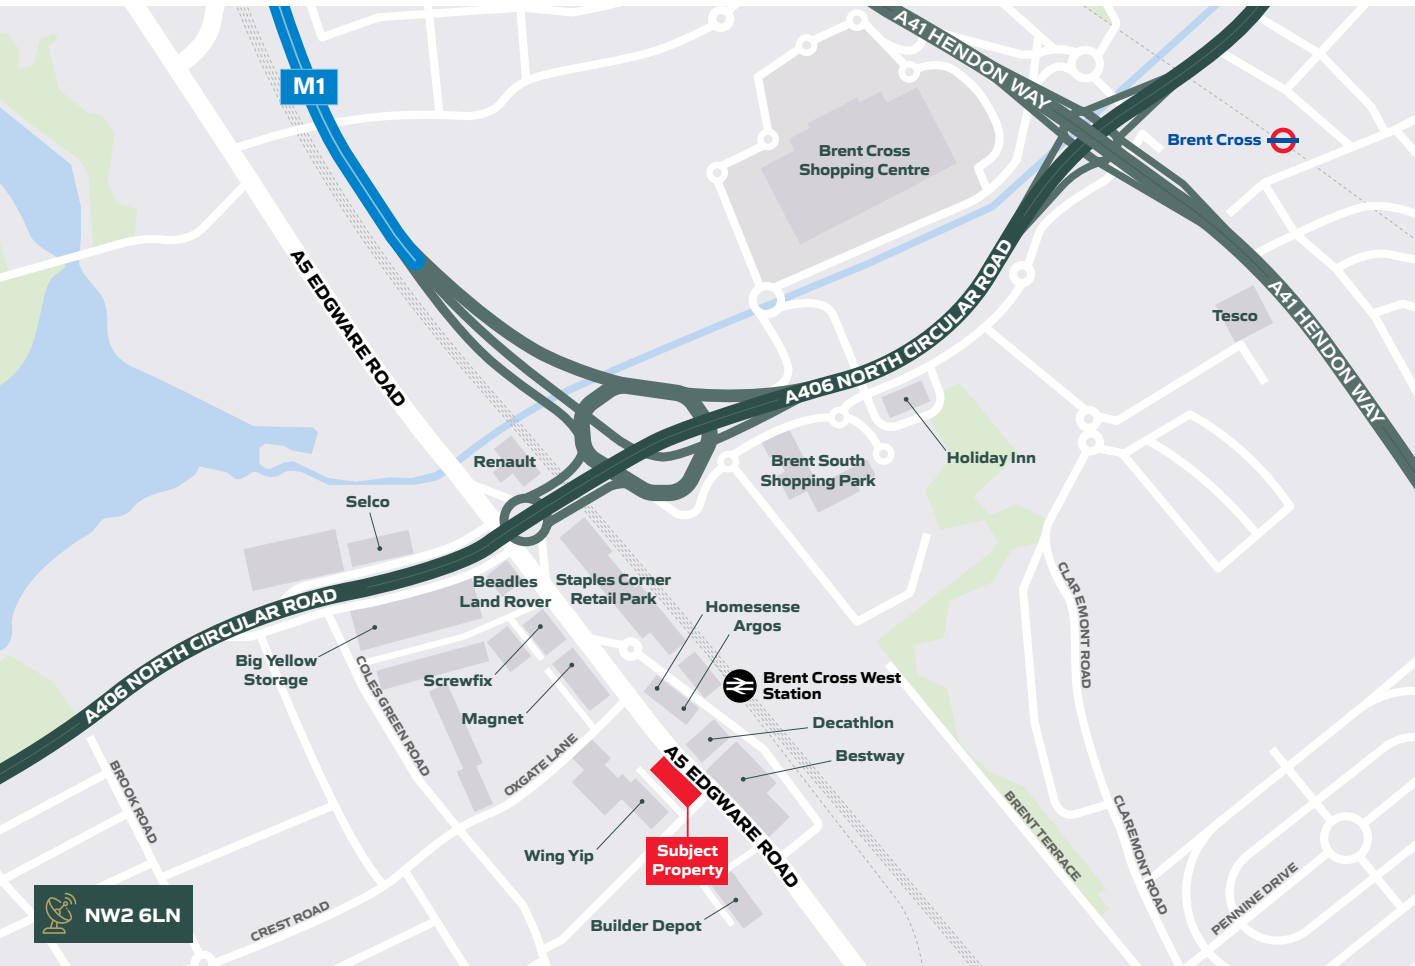 A41 HENDON WAY
M1
Brent Cross
Brent Cross
Shopping Centre
A5 EDGWARE ROAD
A406 NORTH CIRCULAR ROAD
Tesco
A41 HENDON WAY
Renault
Brent South
Shopping Park
Holiday Inn
Selco
Beadles
Land Rover
Staples Corner
Retail Park
Homesense
Argos
A406 NORTH CIRCULAR ROAD
CLAR EMONT ROAD
Big Yellow
Storage
COLES GREEN ROAD
Screwfix
Brent Cross West
Station
Magnet
Decathlon
OXGATE LANE
A5 EDGWARE ROAD
Bestway
BROOK ROAD
BRENT TERRACE
CLAREMONT ROAD
Wing Yip
Subject
Property
PENNINE DRIVE
NW2 6LN
CREST ROAD
Builder Depot